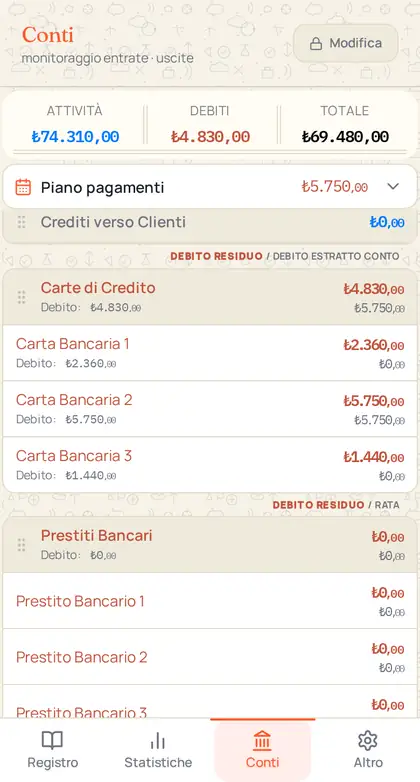 Conti
monitoraggio entrate · uscite
Modifica
ATTIVITÀ DEBITI TOTALE
₺74.310,00 ₺4.830,00 ₺69.480,00
Piano pagamenti ₺5.750,00
Crediti verso Clienti ₺0,00
DEBITO RESIDUO / DEBITO ESTRATTO CONTO
Carte di Credito ₺4.830,00
Debito: ₺4.830,00 ₺5.750,00
Carta Bancaria 1 ₺2.360,00
Debito: ₺2.360,00 ₺0,00
Carta Bancaria 2 ₺5.750,00
Debito: ₺5.750,00 ₺5.750,00
Carta Bancaria 3 ₺1.440,00
Debito: ₺1.440,00 ₺0,00
DEBITO RESIDUO / RATA
Prestiti Bancari ₺0,00
Debito: ₺0,00 ₺0,00
Prestito Bancario 1 ₺0,00
₺0,00
Prestito Bancario 2 ₺0,00
₺0,00
Prestito Bancario 3 ₺0,00
Registro Statistiche Conti Altro